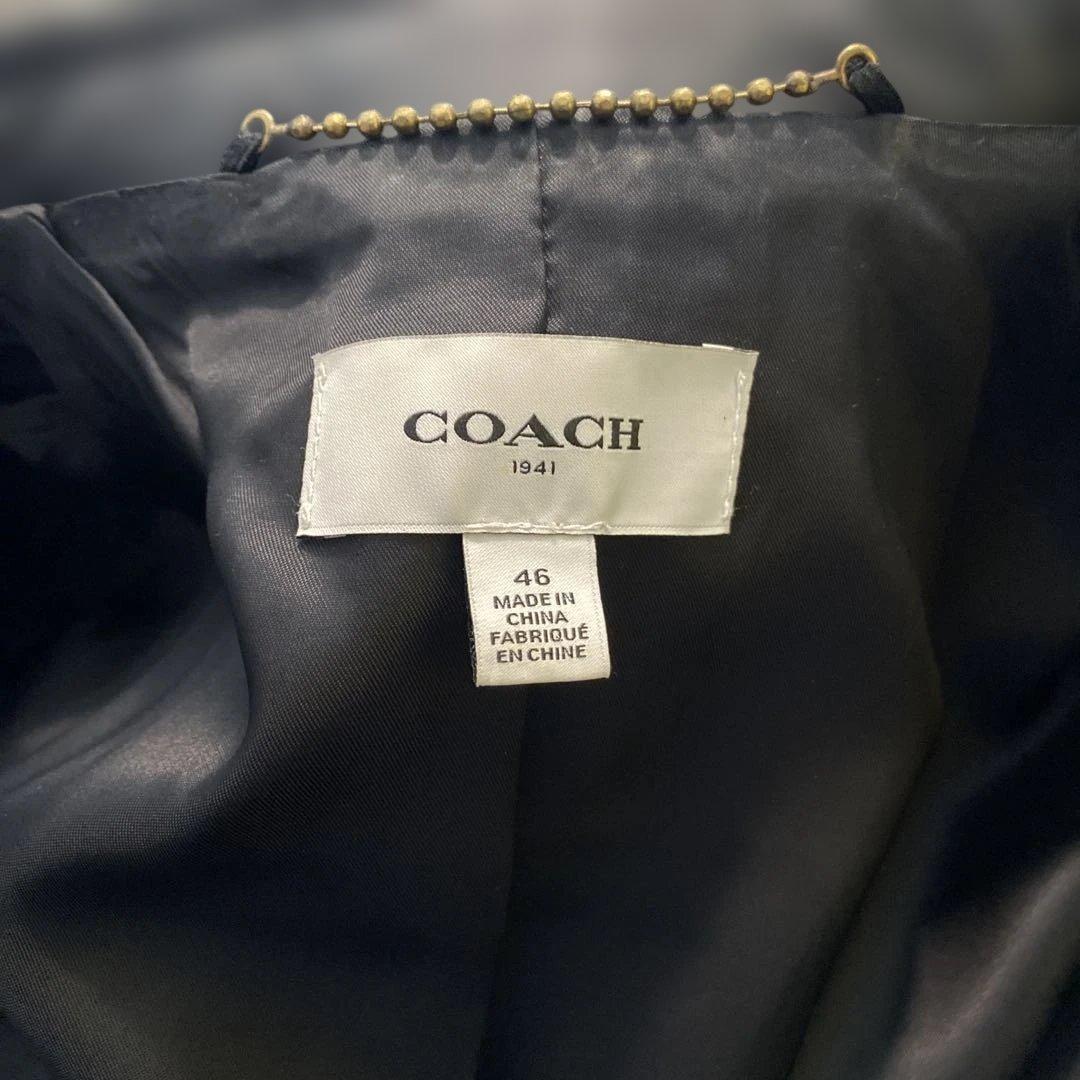 COACH
1941
46
MADE IN
CHINA
FABRIQUÉ
EN CHINE